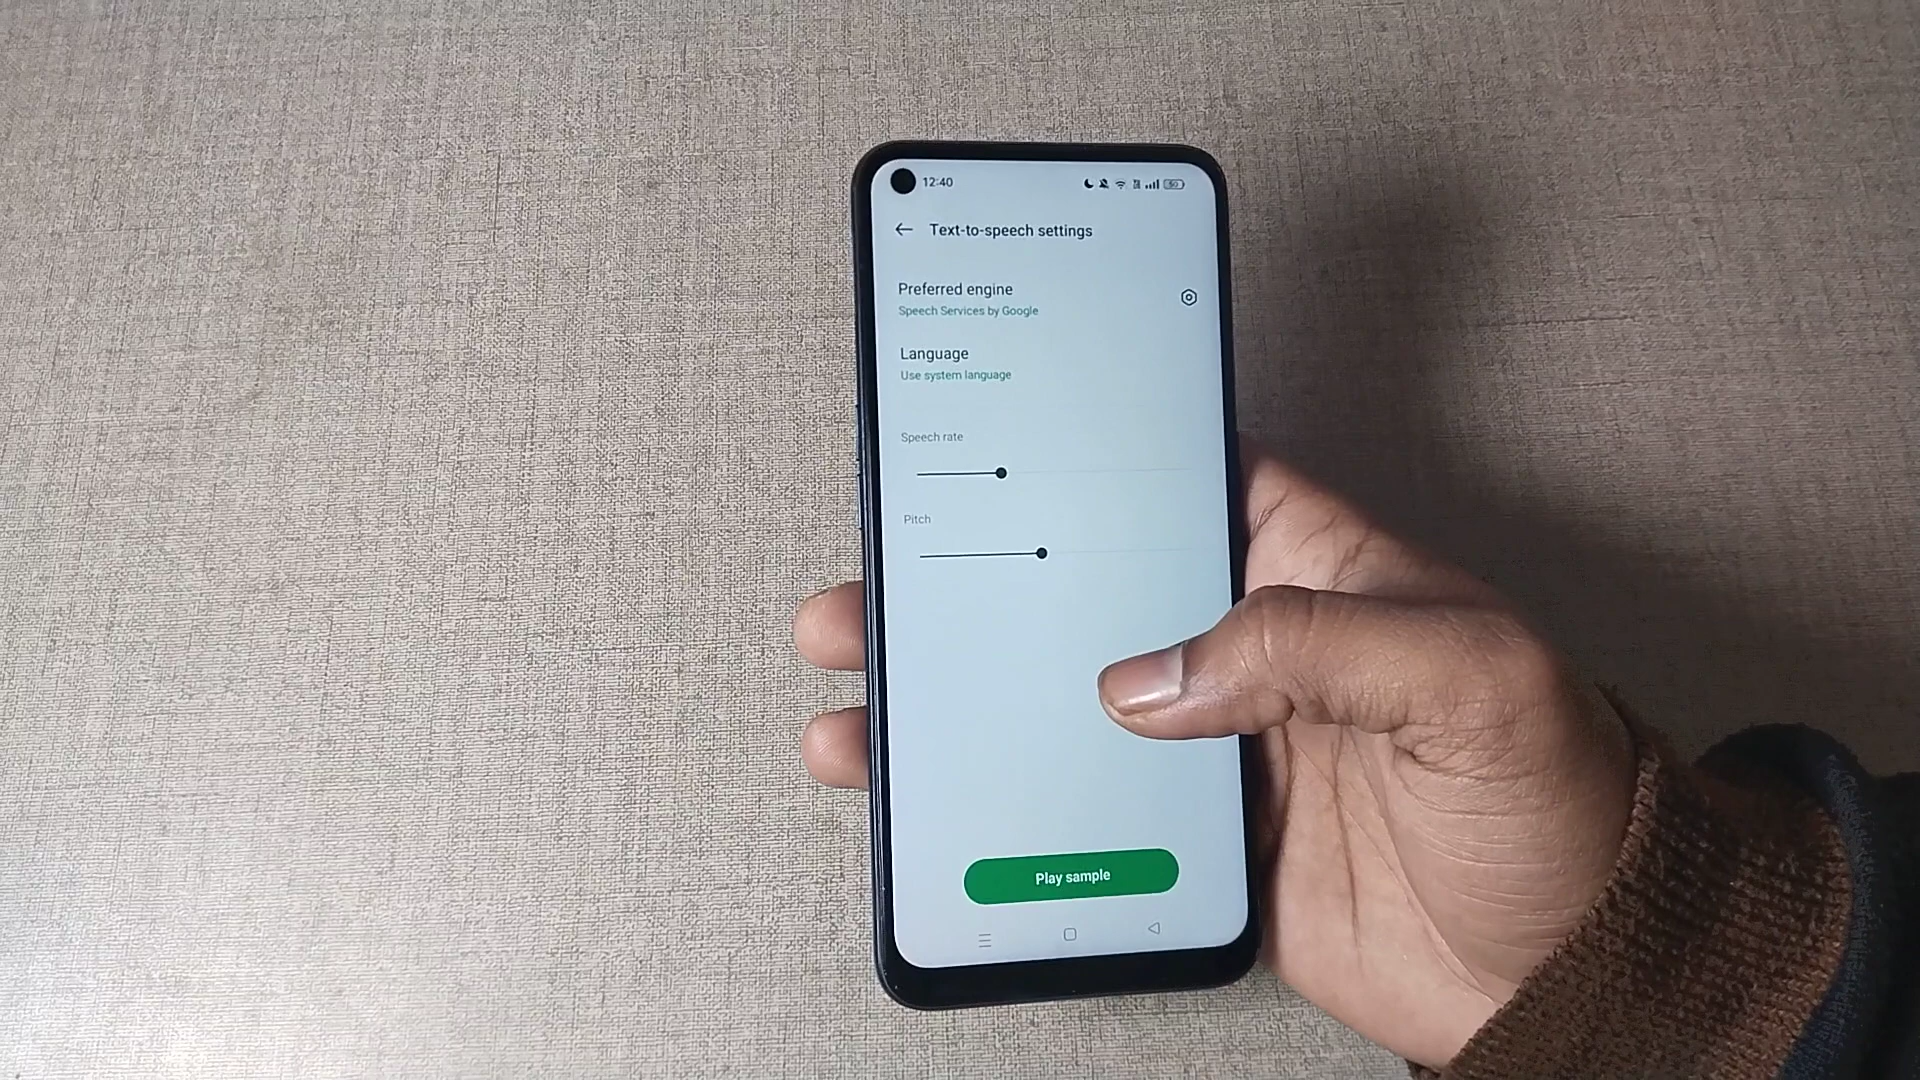 12:40
50
Text-to-speech settings
Preferred engine
Speech Services by Google
Language
Use system language
Speech rate
Pitch
Play sample